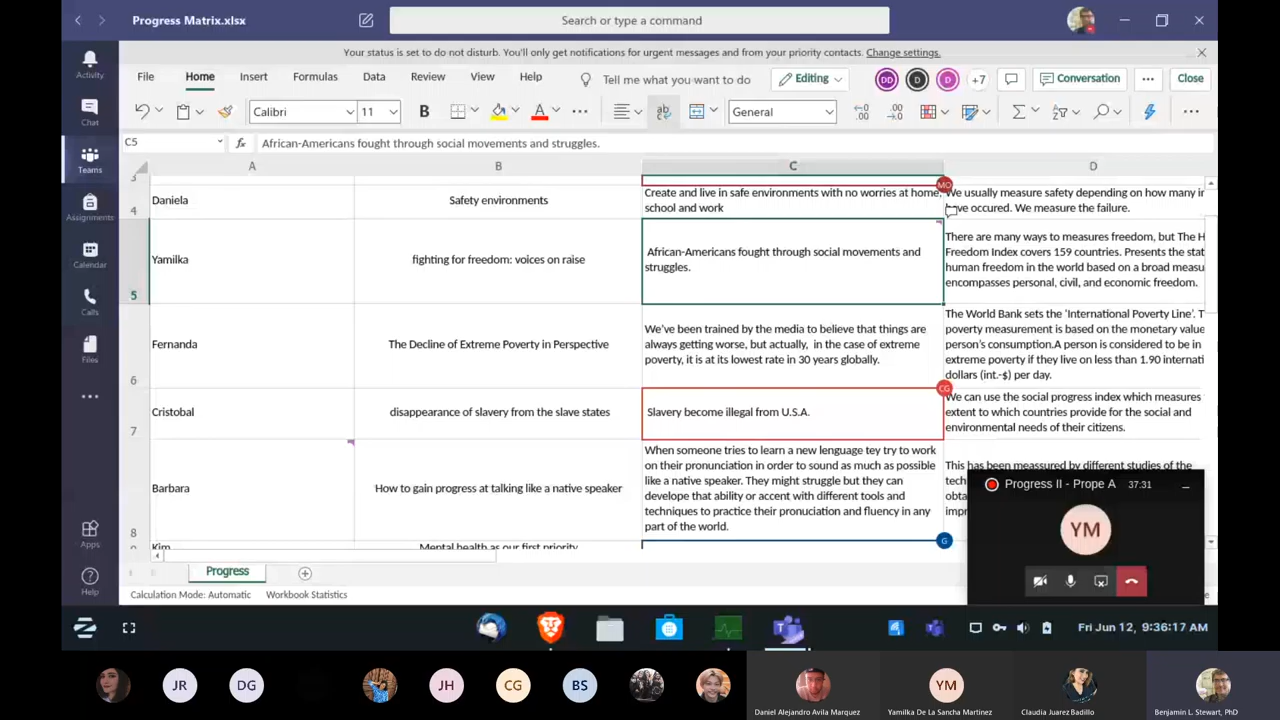 Progress Matrix.xlsx
Search or type a command
Your status is set to do not disturb. You'll only get notifications for urgent messages and from your priority contacts. Change settings.
File Home Insert Formulas Data Review View Help Tell me what you want to do Editing DD D D +7 Conversation Close
Calibri 11 B A General
C5 fx African-Americans fought through social movements and struggles.
Activity
Chat
Teams
Assignments
Calendar
Calls
Files
Apps
Help
A B C D
3
MO
Daniela
Safety environments
Create and live in safe environments with no worries at home,
school and work
We usually measure safety depending on how many in
have occured. We measure the failure.
4
Yamilka
fighting for freedom: voices on raise
African-Americans fought through social movements and
struggles.
There are many ways to measures freedom, but The H
Freedom Index covers 159 countries. Presents the stat
human freedom in the world based on a broad measu
encompasses personal, civil, and economic freedom.
5
Fernanda
The Decline of Extreme Poverty in Perspective
We've been trained by the media to believe that things are
always getting worse, but actually, in the case of extreme
poverty, it is at its lowest rate in 30 years globally.
The World Bank sets the 'International Poverty Line'. T
poverty measurement is based on the monetary value
person's consumption.A person is considered to be in
extreme poverty if they live on less than 1.90 internati
dollars (int.-$) per day.
6
CG
Cristobal
disappearance of slavery from the slave states
Slavery become illegal from U.S.A.
We can use the social progress index which measures
extent to which countries provide for the social and
environmental needs of their citizens.
7
Barbara
How to gain progress at talking like a native speaker
When someone tries to learn a new lenguage tey try to work
on their pronunciation in order to sound as much as possible
like a native speaker. They might struggle but they can
develop that ability or accent with different tools and
techniques to practice their pronuciation and fluency in any
part of the world.
This has been meassured by different studies of the
tech
obta
impr
8
G
Kim
Mental health as our first priority
Progress II - Prope A 37:31
YM
Progress
Calculation Mode: Automatic Workbook Statistics
Fri Jun 12, 9:36:17 AM
JR DG JH CG BS YM
Daniel Alejandro Avila Marquez
Yamilka De La Sancha Martinez
Claudia Juarez Badillo
Benjamin L. Stewart, PhD